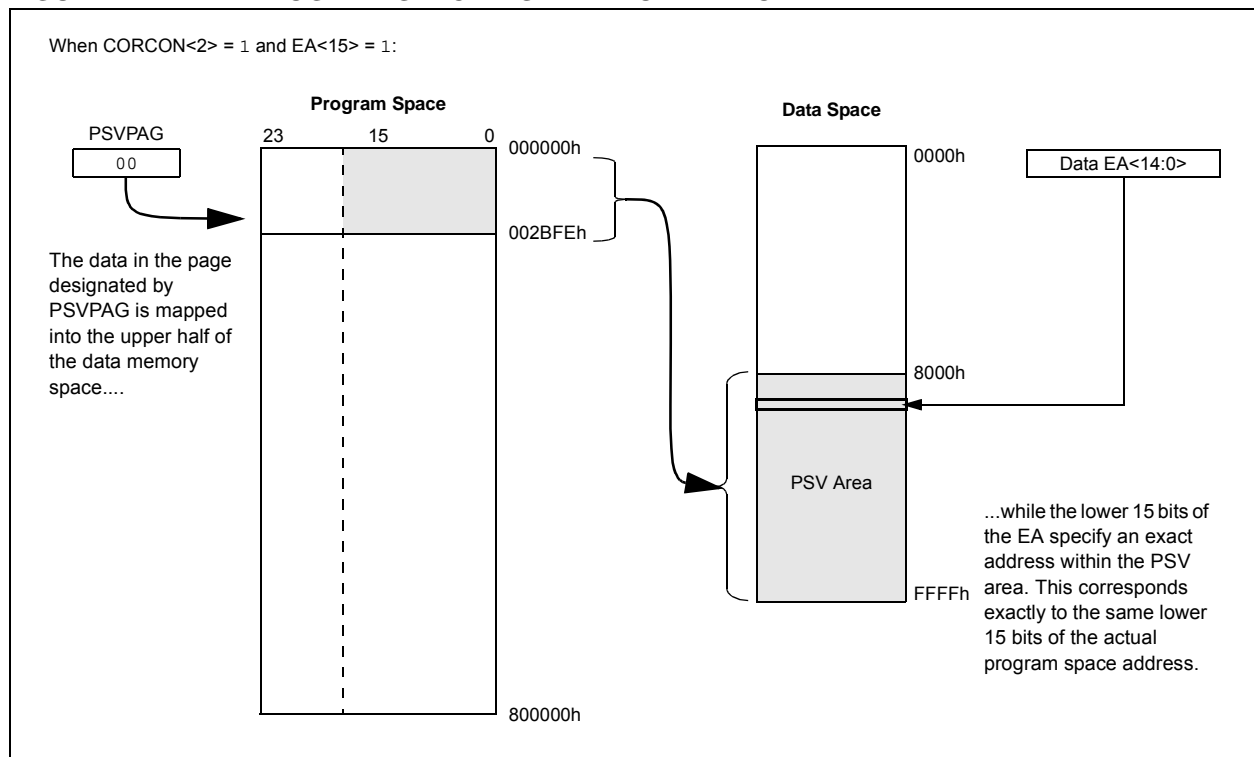 When CORCON<2> = 1 and EA<15> = 1:
Program Space
Data Space
PSVPAG
23 15 0
000000h
0000h
00
Data EA<14:0>
002BFEh
The data in the page
designated by
PSVPAG is mapped
into the upper half of
the data memory
space....
8000h
PSV Area
...while the lower 15 bits of
the EA specify an exact
address within the PSV
area. This corresponds
exactly to the same lower
15 bits of the actual
program space address.
FFFFh
800000h